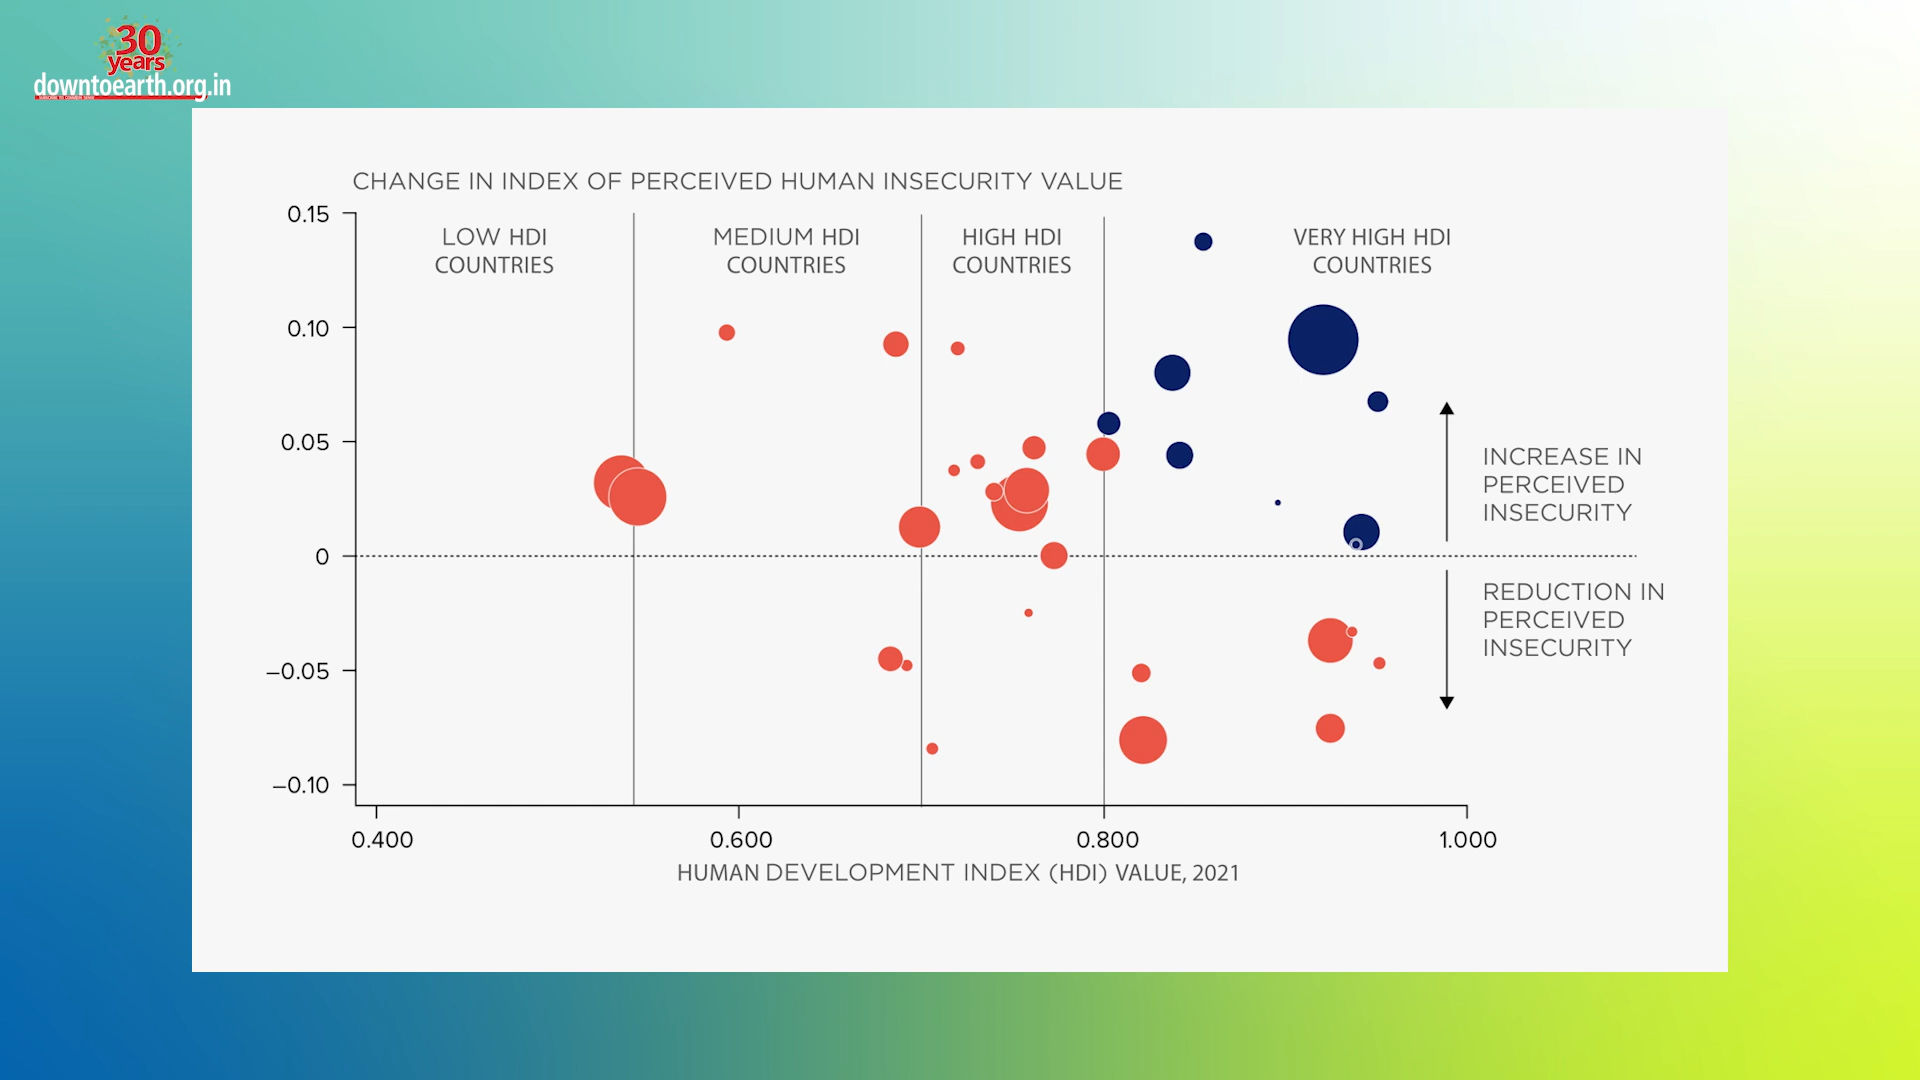 30
years
downtoearth.org.in
CHANGE IN INDEX OF PERCEIVED HUMAN INSECURITY VALUE
0.15
LOW HDI
COUNTRIES
MEDIUM HDI
COUNTRIES
HIGH HDI
COUNTRIES
VERY HIGH HDI
COUNTRIES
0.10
0.05
0
−0.05
−0.10
INCREASE IN
PERCEIVED
INSECURITY
REDUCTION IN
PERCEIVED
INSECURITY
0.400
0.600
0.800
1.000
HUMAN DEVELOPMENT INDEX (HDI) VALUE, 2021